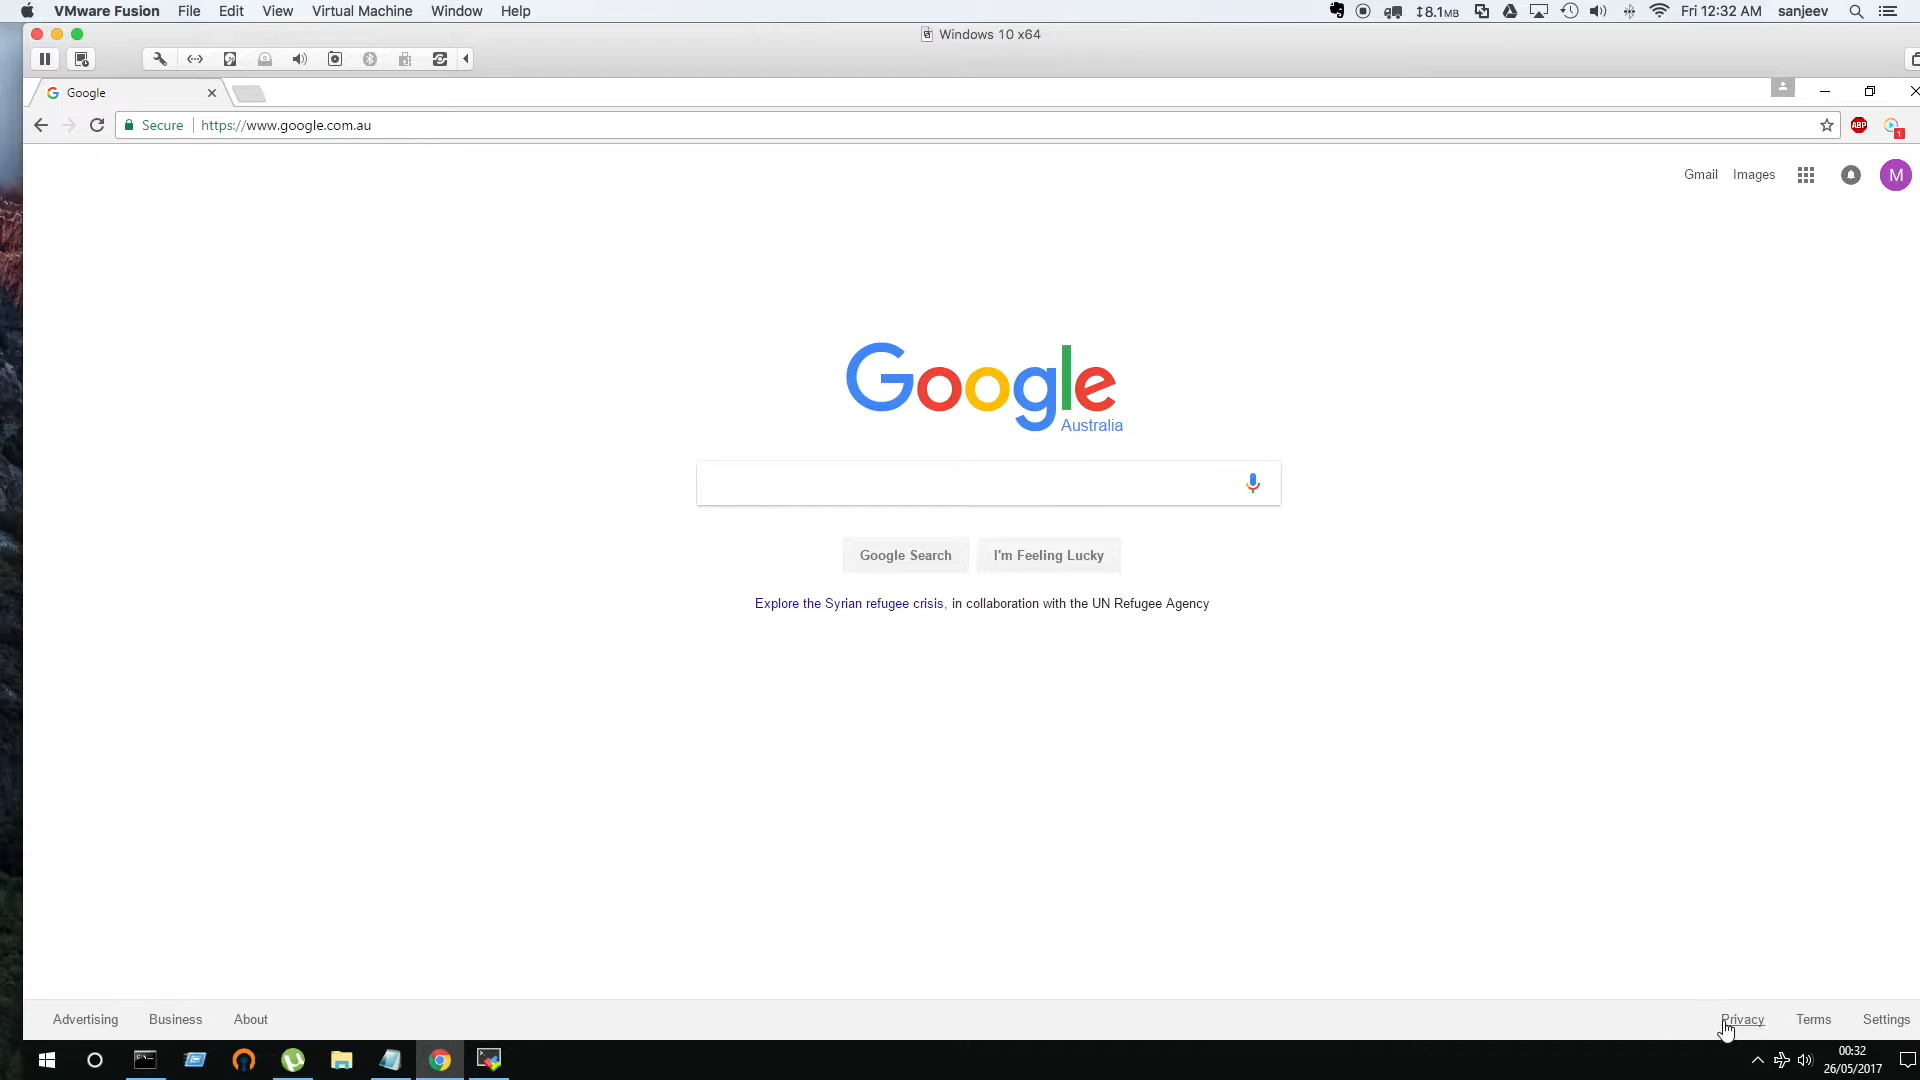 VMware Fusion File Edit View Virtual Machine Window Help 8.1MB Fri 12:32 AM sanjeev
Windows 10 x64
Google
Secure https://www.google.com.au ABP 1
Gmail Images M
Google
Australia
Google Search I'm Feeling Lucky
Explore the Syrian refugee crisis, in collaboration with the UN Refugee Agency
Advertising Business About Privacy Terms Settings
00:32
26/05/2017